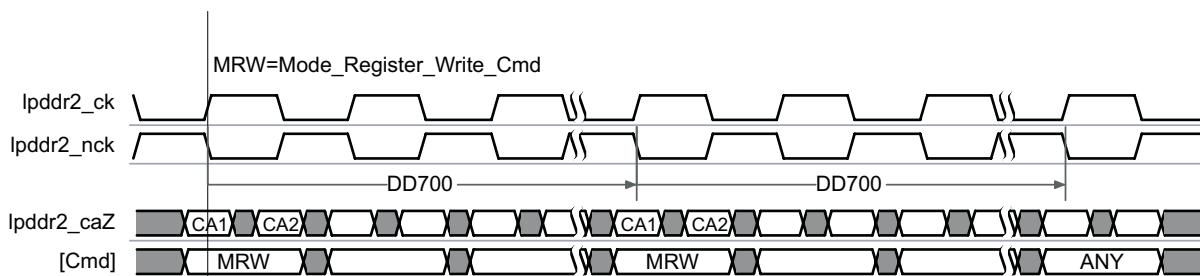 MRW=Mode_Register_Write_Cmd
lpddr2_ck
lpddr2_nck
DD700 DD700
lpddr2_caZ CA1 CA2 CA1 CA2
[Cmd] MRW MRW ANY